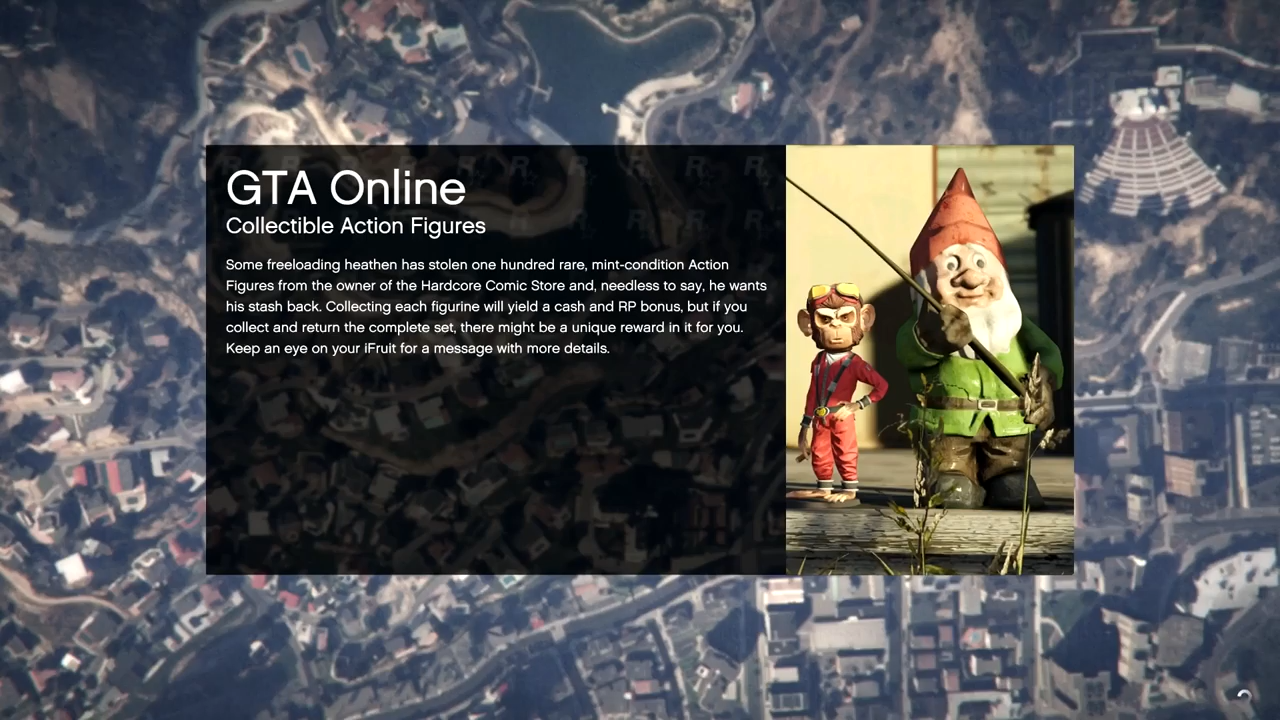 GTA Online
Collectible Action Figures
Some freeloading heathen has stolen one hundred rare, mint-condition Action
Figures from the owner of the Hardcore Comic Store and, needless to say, he wants
his stash back. Collecting each figurine will yield a cash and RP bonus, but if you
collect and return the complete set, there might be a unique reward in it for you.
Keep an eye on your iFruit for a message with more details.